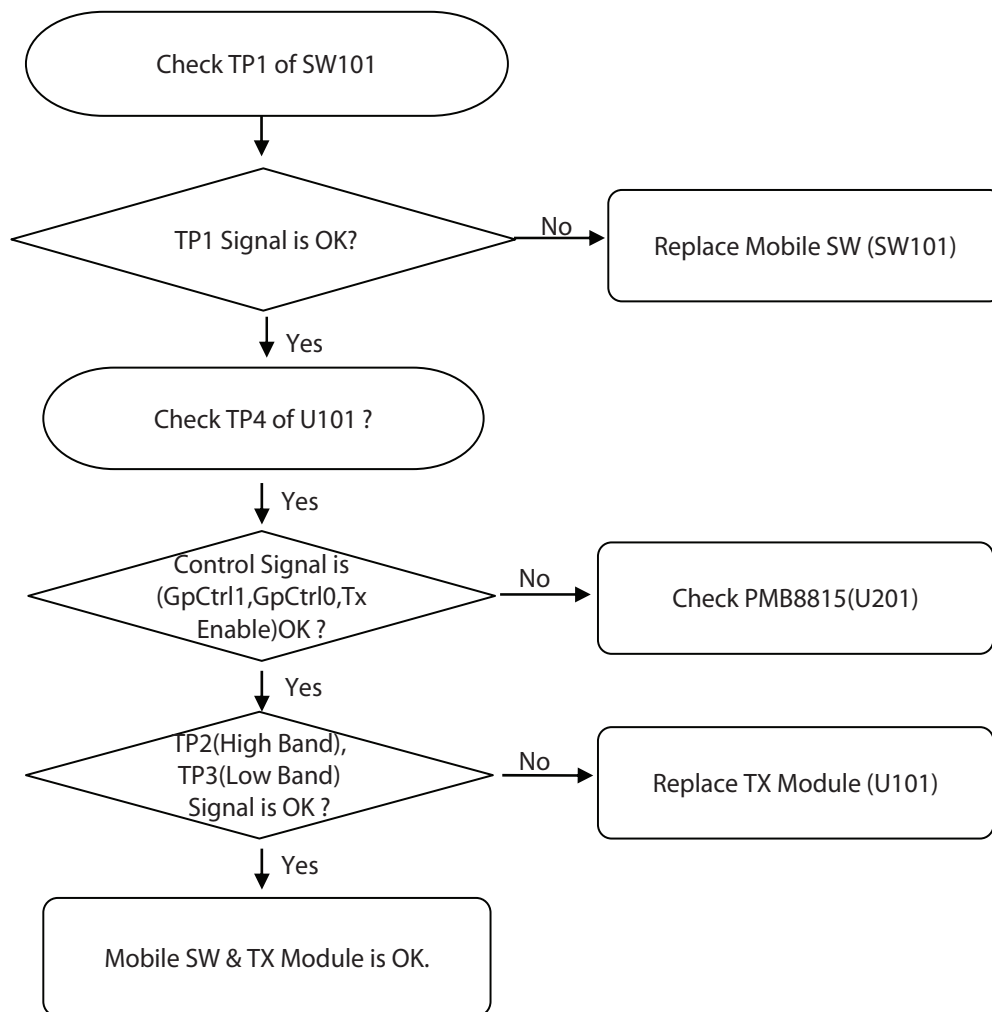 Check TP1 of SW101
TP1 Signal is OK?
No
Replace Mobile SW (SW101)
Yes
Check TP4 of U101 ?
Yes
Control Signal is
(GpCtrl1,GpCtrl0,Tx
Enable)OK ?
No
Check PMB8815(U201)
Yes
TP2(High Band),
TP3(Low Band)
Signal is OK ?
No
Replace TX Module (U101)
Yes
Mobile SW & TX Module is OK.